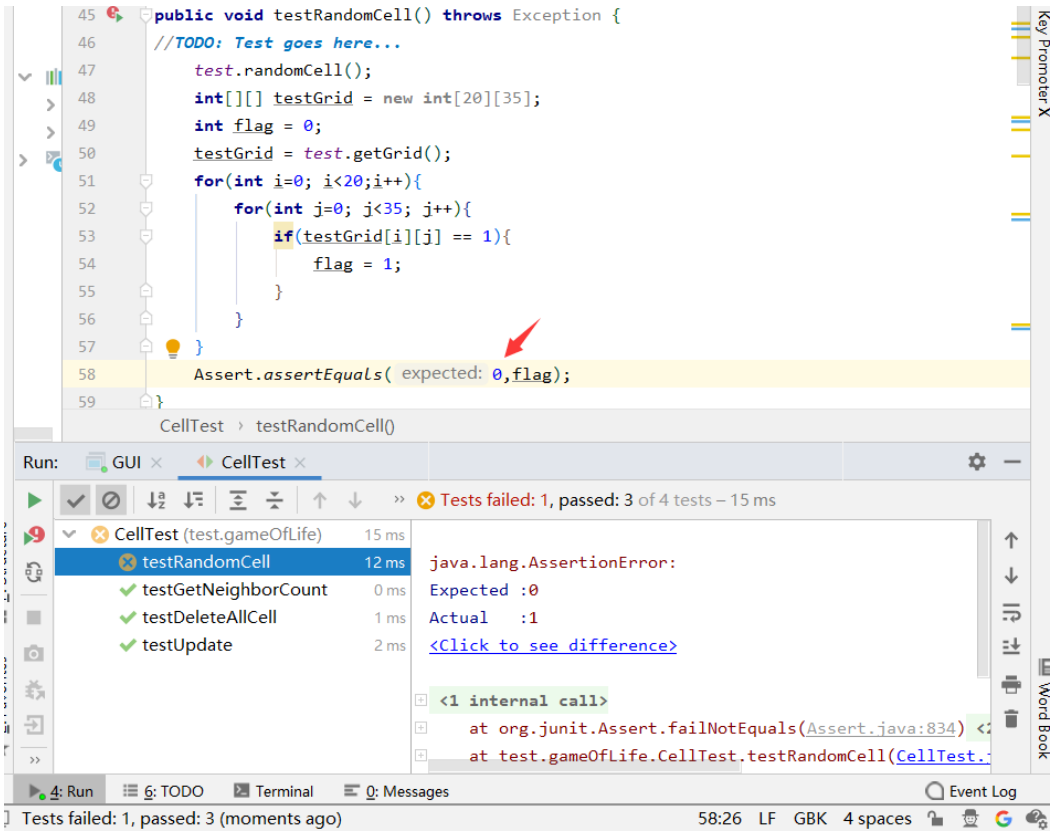 45 public void testRandomCell() throws Exception {
46 //TODO: Test goes here...
47 test.randomCell();
48 int[][] testGrid = new int[20][35];
49 int flag = 0;
50 testGrid = test.getGrid();
51 for(int i=0; i<20;i++){
52 for(int j=0; j<35; j++){
53 if(testGrid[i][j] == 1){
54 flag = 1;
55 }
56 }
57 }
58 Assert.assertEquals( expected: 0,flag);
59 }
CellTest › testRandomCell()
Key Promoter X
Run: GUI × CellTest ×
» Tests failed: 1, passed: 3 of 4 tests – 15 ms
CellTest (test.gameOfLife) 15 ms
testRandomCell 12 ms
testGetNeighborCount 0 ms
testDeleteAllCell 1 ms
testUpdate 2 ms
java.lang.AssertionError:
Expected :0
Actual :1
<Click to see difference>
<1 internal call>
at org.junit.Assert.failNotEquals(Assert.java:834) <2
at test.gameOfLife.CellTest.testRandomCell(CellTest.
Word Book
»
4: Run 6: TODO Terminal 0: Messages Event Log
Tests failed: 1, passed: 3 (moments ago) 58:26 LF GBK 4 spaces